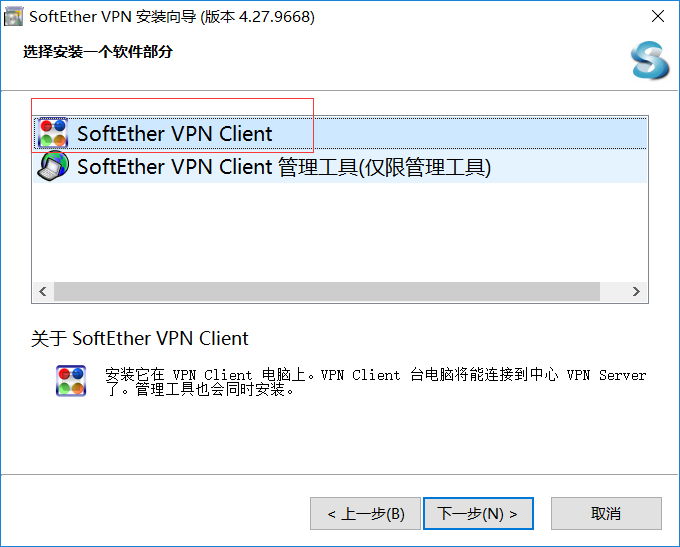 SoftEther VPN 安装向导 (版本 4.27.9668)
选择安装一个软件部分
SoftEther VPN Client
SoftEther VPN Client 管理工具(仅限管理工具)
关于 SoftEther VPN Client
安装它在 VPN Client 电脑上。VPN Client 台电脑将能连接到中心 VPN Server
了。管理工具也会同时安装。
< 上一步(B)
下一步(N) >
取消